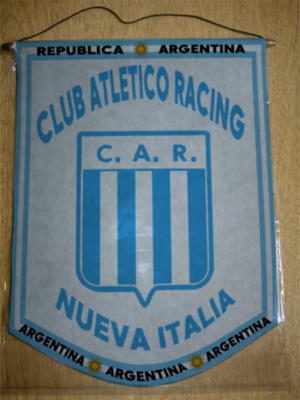 REPUBLICA ARGENTINA
CLUB ATLETICO RACING
C. A. R.
NUEVA ITALIA
ARGENTINA ARGENTINA ARGENTINA